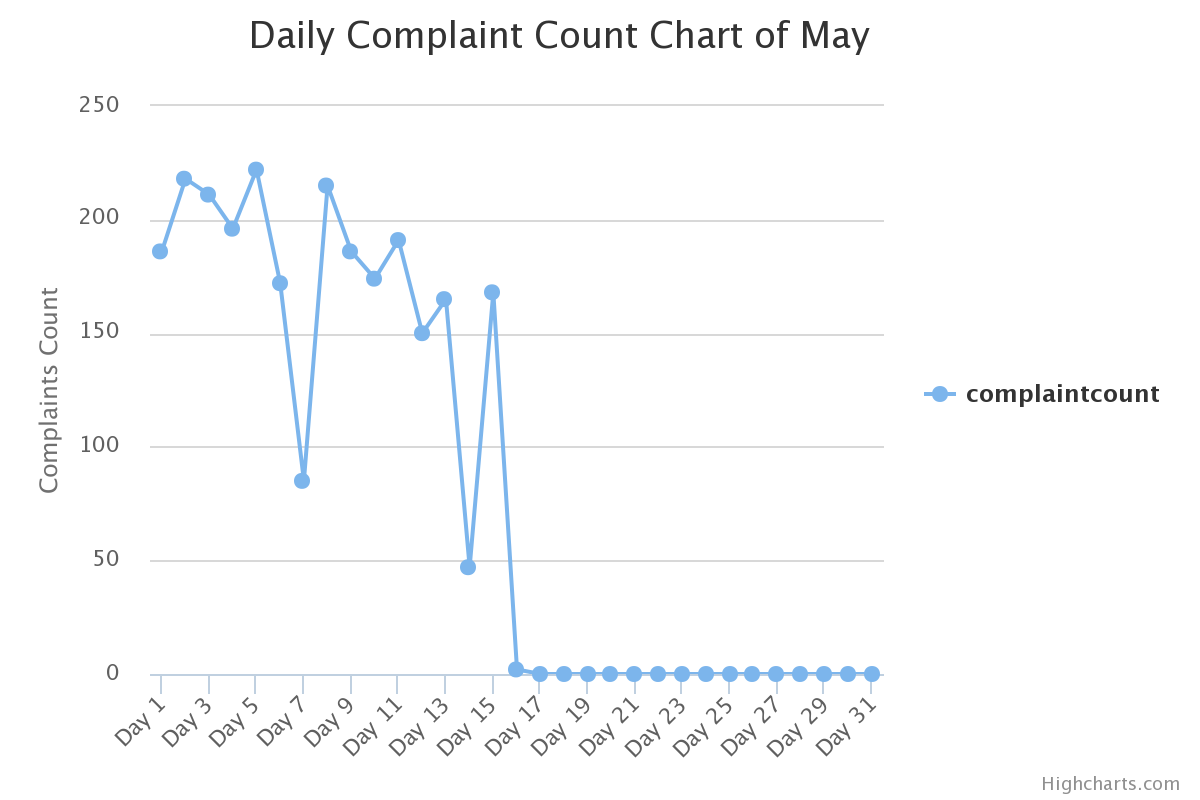 Daily Complaint Count Chart of May
Complaints Count
250
200
150
100
50
0
Day 1
Day 3
Day 5
Day 7
Day 9
Day 11
Day 13
Day 15
Day 17
Day 19
Day 21
Day 23
Day 25
Day 27
Day 29
Day 31
complaintcount
Highcharts.com